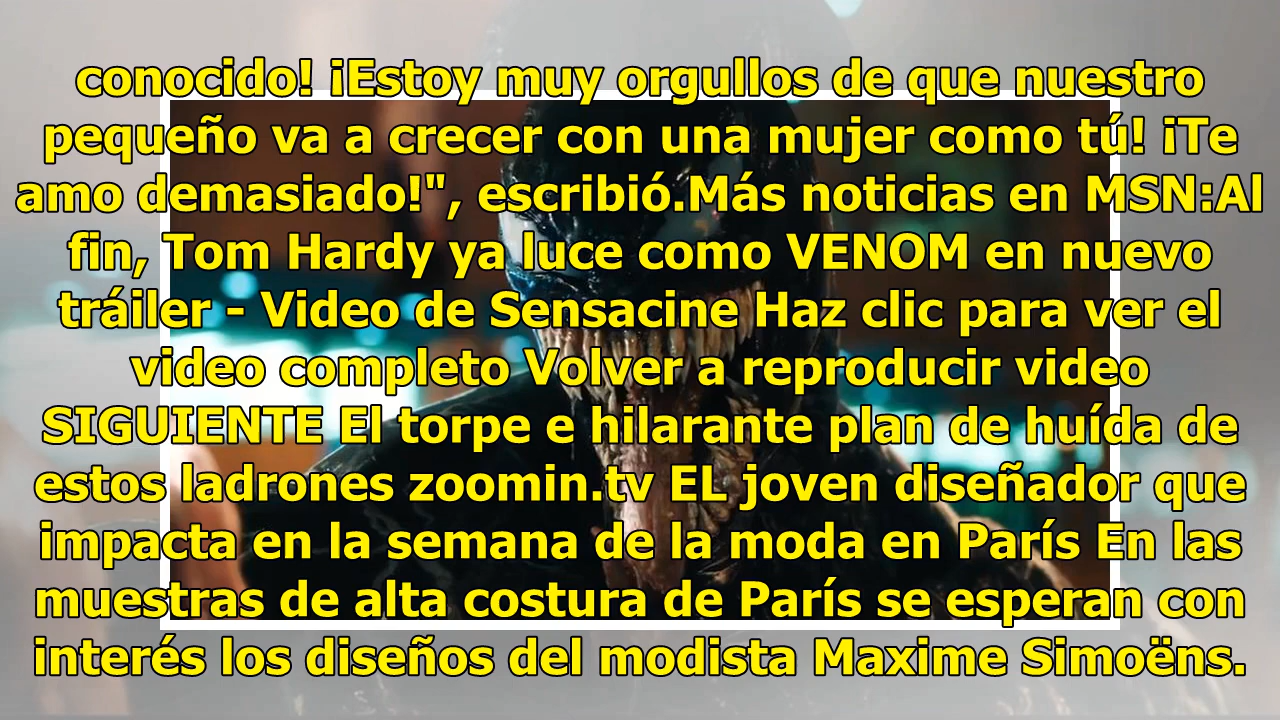 conocido! ¡Estoy muy orgullos de que nuestro
pequeño va a crecer con una mujer como tú! ¡Te
amo demasiado!", escribió.Más noticias en MSN:Al
fin, Tom Hardy ya luce como VENOM en nuevo
tráiler - Video de Sensacine Haz clic para ver el
video completo Volver a reproducir video
SIGUIENTE El torpe e hilarante plan de huída de
estos ladrones zoomin.tv EL joven diseñador que
impacta en la semana de la moda en París En las
muestras de alta costura de París se esperan con
interés los diseños del modista Maxime Simoëns.